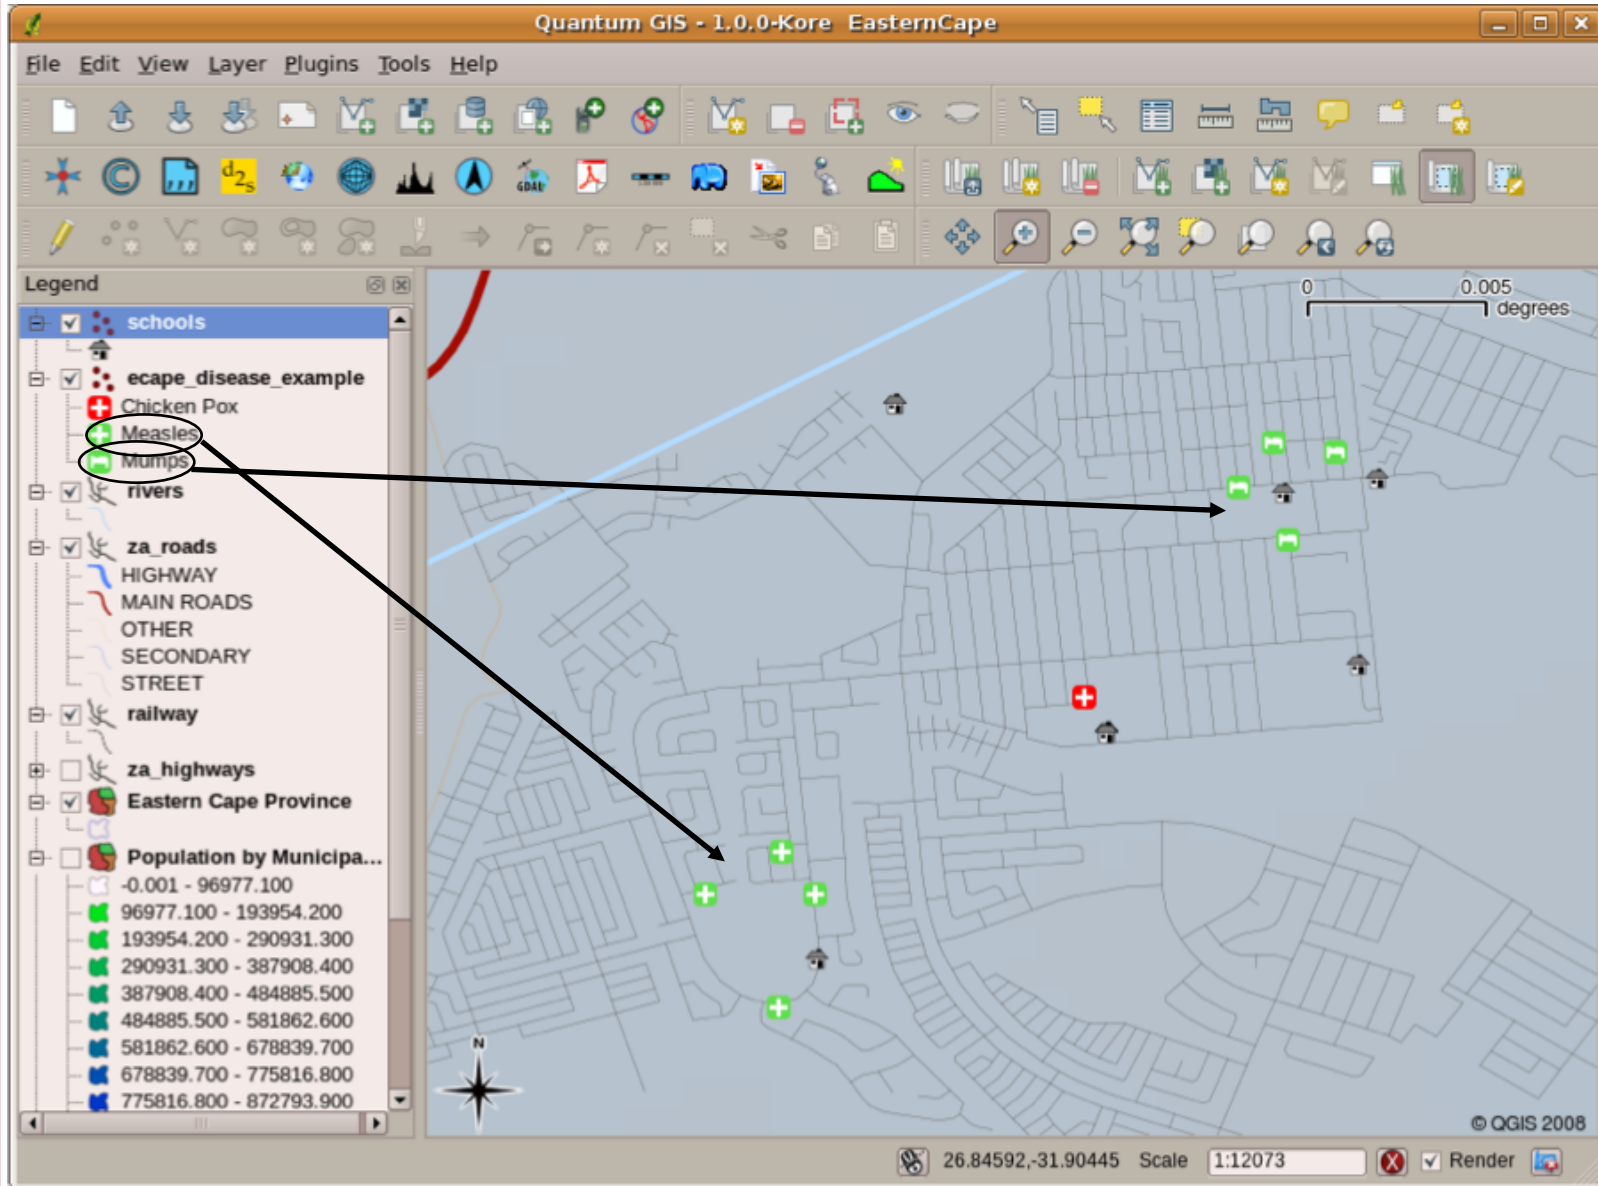 Quantum GIS - 1.0.0-Kore EasternCape
File Edit View Layer Plugins Tools Help
d2s
GDAL
Legend
schools
ecape_disease_example
Chicken Pox
Measles
Mumps
rivers
za_roads
HIGHWAY
MAIN ROADS
OTHER
SECONDARY
STREET
railway
za_highways
Eastern Cape Province
Population by Municipa...
-0.001 - 96977.100
96977.100 - 193954.200
193954.200 - 290931.300
290931.300 - 387908.400
387908.400 - 484885.500
484885.500 - 581862.600
581862.600 - 678839.700
678839.700 - 775816.800
775816.800 - 872793.900
0 0.005
degrees
N
© QGIS 2008
26.84592,-31.90445 Scale 1:12073 Render